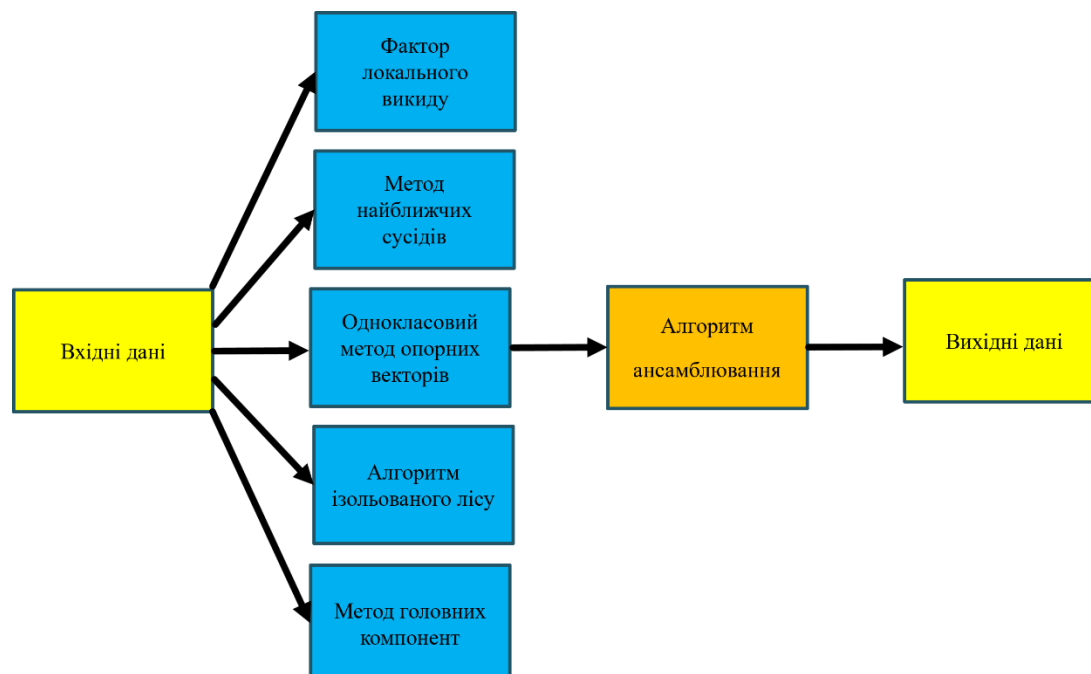 Фактор
локального
викиду
Метод
найближчих
сусідів
Вхідні дані
Однокласовий
метод опорних
векторів
Алгоритм
ансамблювання
Вихідні дані
Алгоритм
ізольованого лісу
Метод головних
компонент